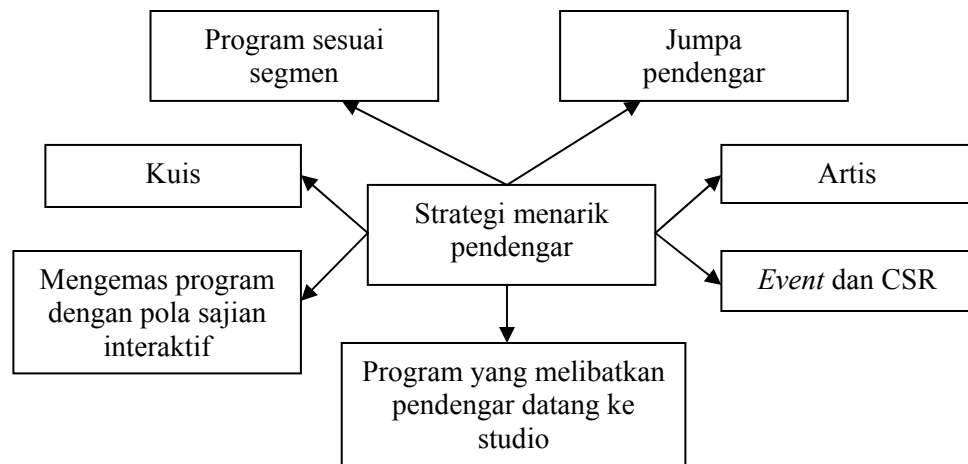 Program sesuai
segmen
Jumpa
pendengar
Kuis
Artis
Strategi menarik
pendengar
Mengemas program
dengan pola sajian
interaktif
Event dan CSR
Program yang melibatkan
pendengar datang ke
studio